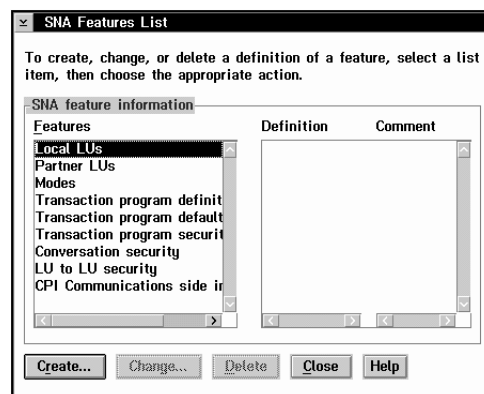 SNA Features List
To create, change, or delete a definition of a feature, select a list
item, then choose the appropriate action.
SNA feature information
Features Definition Comment
Local LUs
Partner LUs
Modes
Transaction program definit
Transaction program default
Transaction program securit
Conversation security
LU to LU security
CPI Communications side in
Create... Change... Delete Close Help